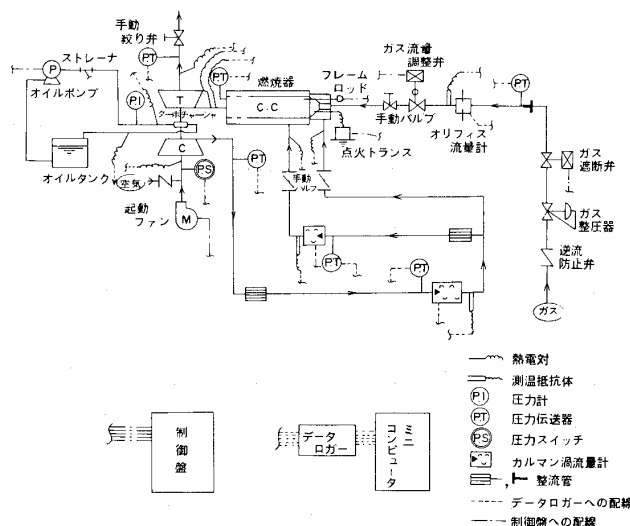 手動
絞り弁
ストレーナ
P
オイルポンプ
PT
P.I
T
ターボチャージャ
C
PT
燃焼器
C.C
フレーム
ロッド
ガス流量
調整弁
手動バルブ
点火トランス
オリフィス
流量計
PT
オイルタンク
空気
PS
起動
ファン
M
PT
手動
バルブ
PT
PT
ガス
遮断弁
ガス
整圧器
逆流
防止弁
ガス
制御盤
データ
ロガー
ミニ
コンピュータ
熱電対
測温抵抗体
P.I 圧力計
PT 圧力伝送器
PS 圧力スイッチ
カルマン渦流量計
, 整流管
データロガーへの配線
制御盤への配線